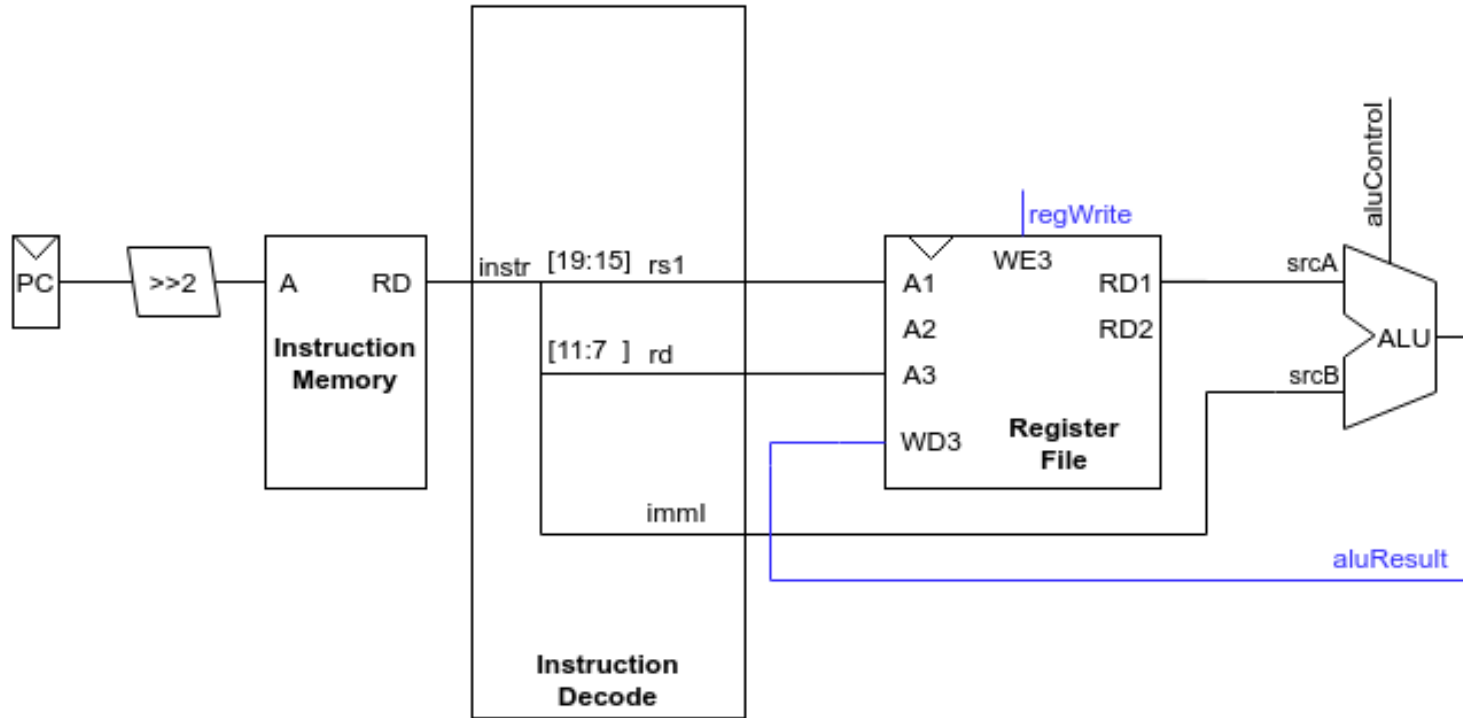 aluControl
regWrite
PC
>>2
A
RD
Instruction
Memory
instr
[19:15]
rs1
[11:7 ]
rd
immI
Instruction
Decode
WE3
A1
RD1
A2
RD2
A3
WD3
Register
File
srcA
ALU
srcB
aluResult